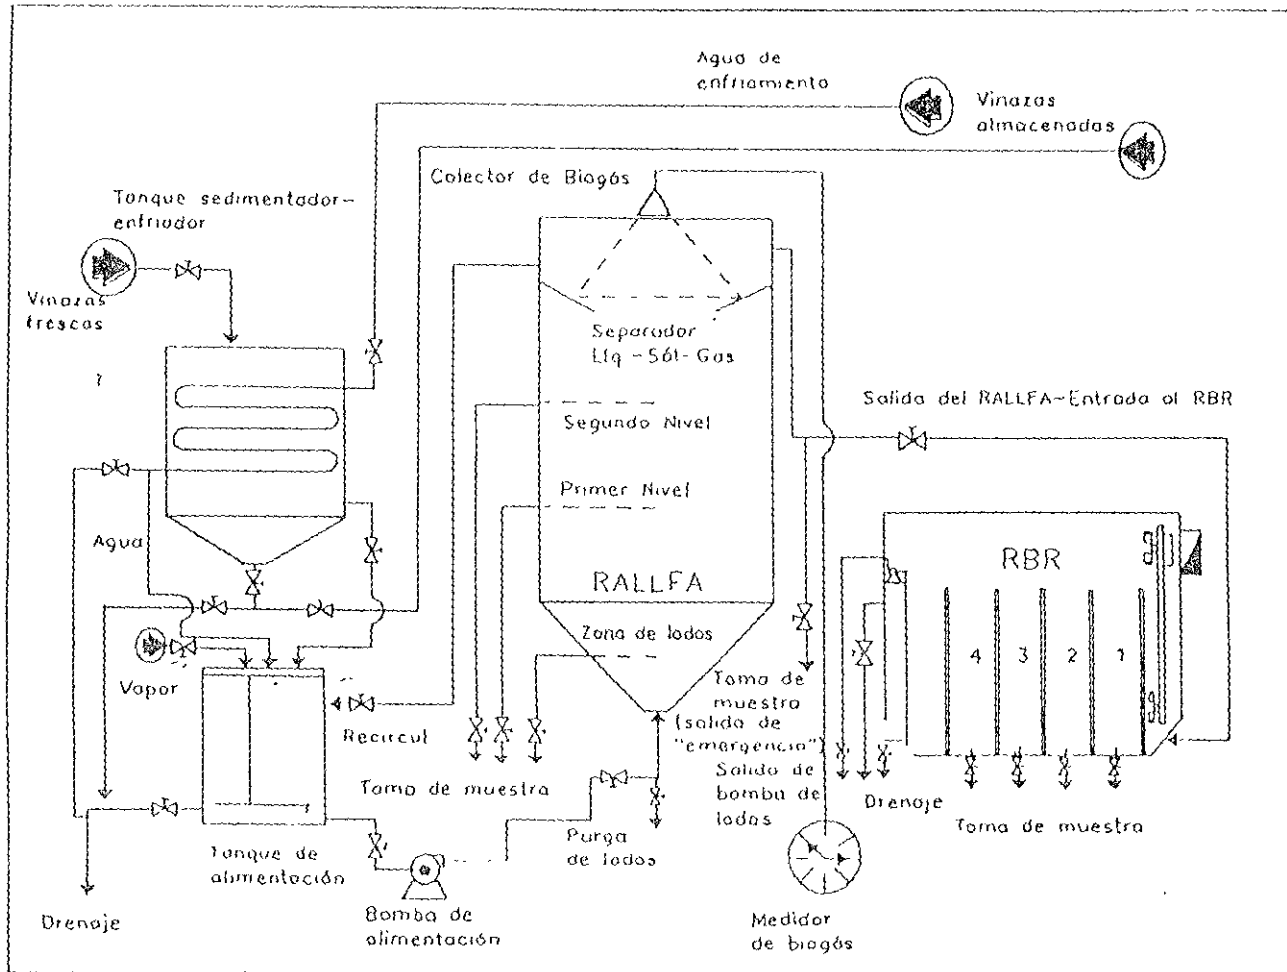 Agua de
enfriamiento
Vinazas
almacenadas
Colector de Biogás
Tanque sedimentador-
enfriador
Vinazas
frescas
Separador
Líq - Sól - Gas
Salida del RALLFA-Entrada al RBR
Segundo Nivel
Primer Nivel
Agua
RALLFA
RBR
Zona de lodos
4 3 2 1
Vapor
Toma de
muestra
(salida de
"emergencia")
Salida de
bomba de
lodos
Recircul
Toma de muestra
Drenaje
Toma de muestra
Purga
de lodos
Tanque de
alimentación
Bomba de
alimentación
Drenaje
Medidor
de biogás